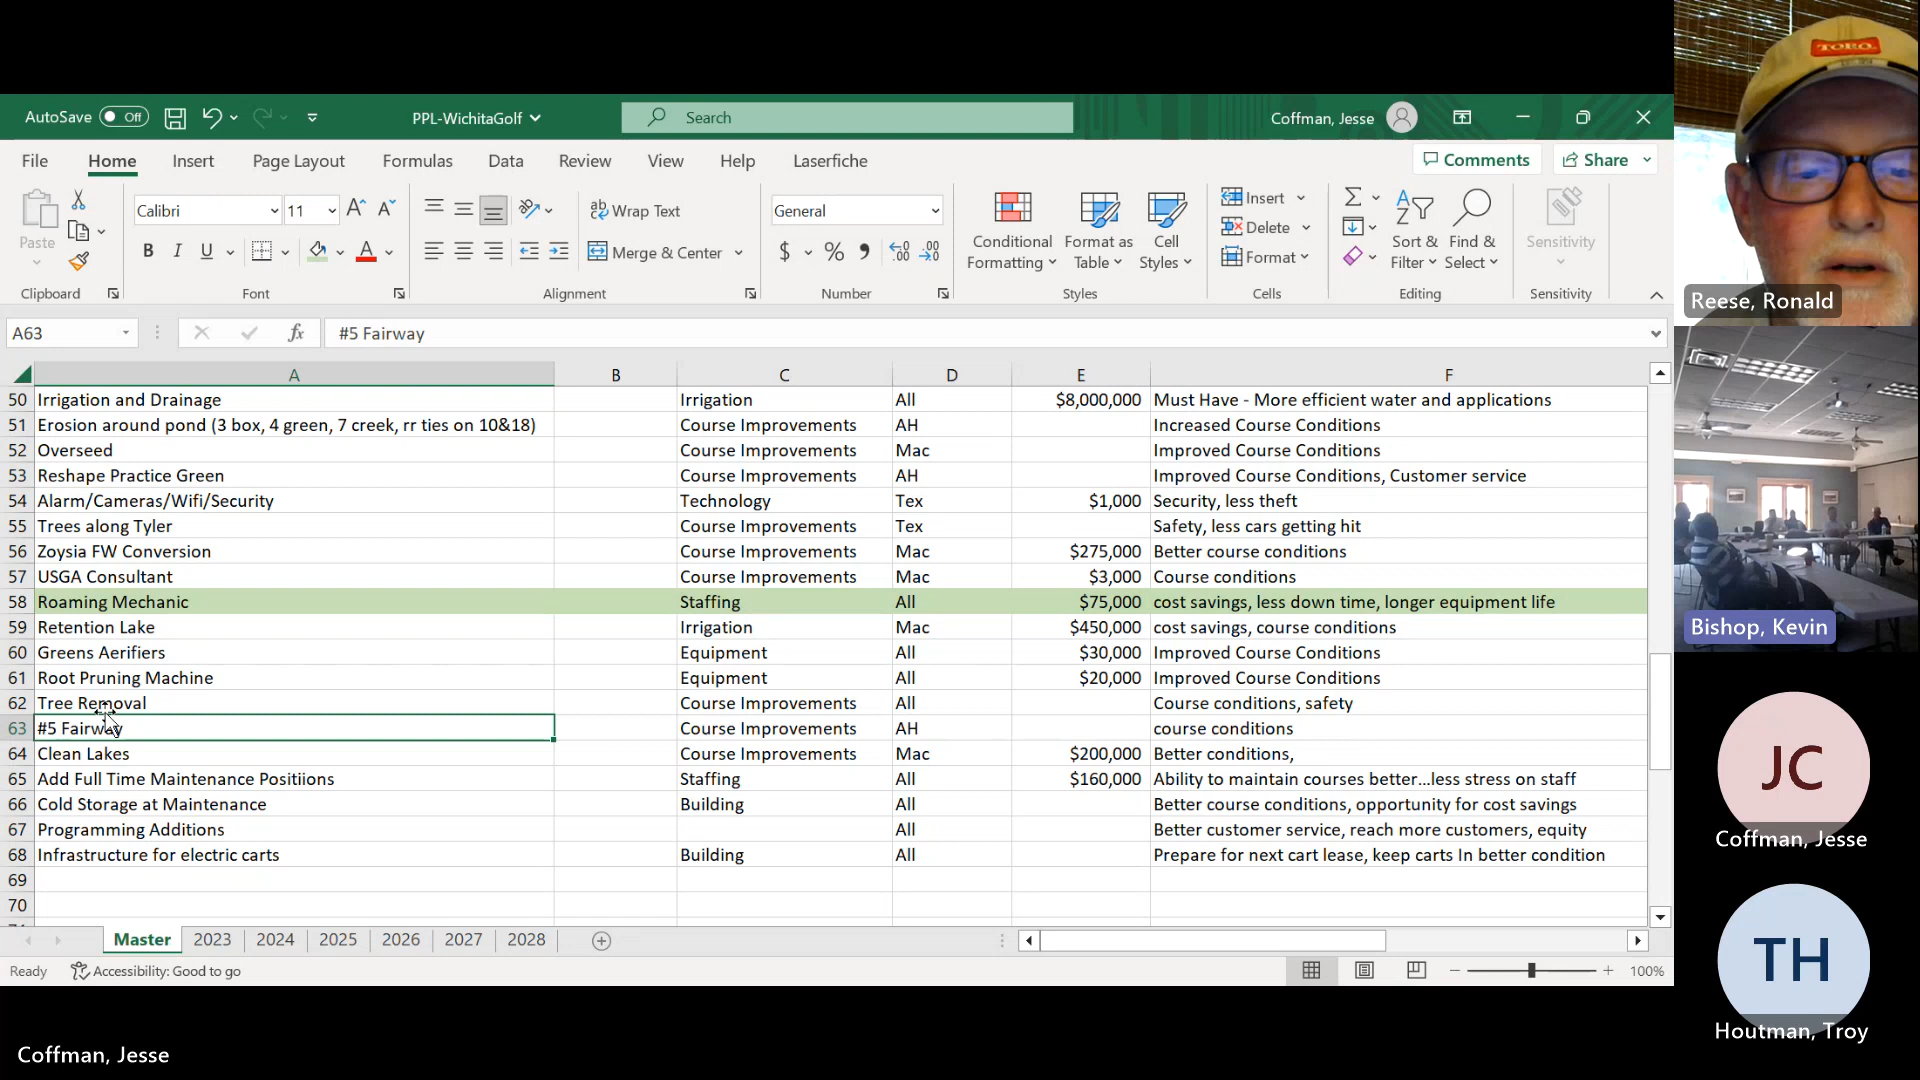 AutoSave Off PPL-WichitaGolf Search Coffman, Jesse
File Home Insert Page Layout Formulas Data Review View Help Laserfiche Comments Share
Paste Calibri 11 Wrap Text General Conditional Formatting Format as Table Cell Styles Insert Sort & Filter Find & Select Sensitivity
B I U Merge & Center $ % Delete
Format
Clipboard Font Alignment Number Styles Cells Editing Sensitivity
A63 fx #5 Fairway
A B C D E F
50 Irrigation and Drainage Irrigation All $8,000,000 Must Have - More efficient water and applications
51 Erosion around pond (3 box, 4 green, 7 creek, rr ties on 10&18) Course Improvements AH Increased Course Conditions
52 Overseed Course Improvements Mac Improved Course Conditions
53 Reshape Practice Green Course Improvements AH Improved Course Conditions, Customer service
54 Alarm/Cameras/Wifi/Security Technology Tex $1,000 Security, less theft
55 Trees along Tyler Course Improvements Tex Safety, less cars getting hit
56 Zoysia FW Conversion Course Improvements Mac $275,000 Better course conditions
57 USGA Consultant Course Improvements Mac $3,000 Course conditions
58 Roaming Mechanic Staffing All $75,000 cost savings, less down time, longer equipment life
59 Retention Lake Irrigation Mac $450,000 cost savings, course conditions
60 Greens Aerifiers Equipment All $30,000 Improved Course Conditions
61 Root Pruning Machine Equipment All $20,000 Improved Course Conditions
62 Tree Removal Course Improvements All Course conditions, safety
63 #5 Fairway Course Improvements AH course conditions
64 Clean Lakes Course Improvements Mac $200,000 Better conditions,
65 Add Full Time Maintenance Positiions Staffing All $160,000 Ability to maintain courses better...less stress on staff
66 Cold Storage at Maintenance Building All Better course conditions, opportunity for cost savings
67 Programming Additions All Better customer service, reach more customers, equity
68 Infrastructure for electric carts Building All Prepare for next cart lease, keep carts In better condition
69
70
Master 2023 2024 2025 2026 2027 2028
Ready Accessibility: Good to go 100%
Coffman, Jesse
TORO
Reese, Ronald
Bishop, Kevin
JC
Coffman, Jesse
TH
Houtman, Troy